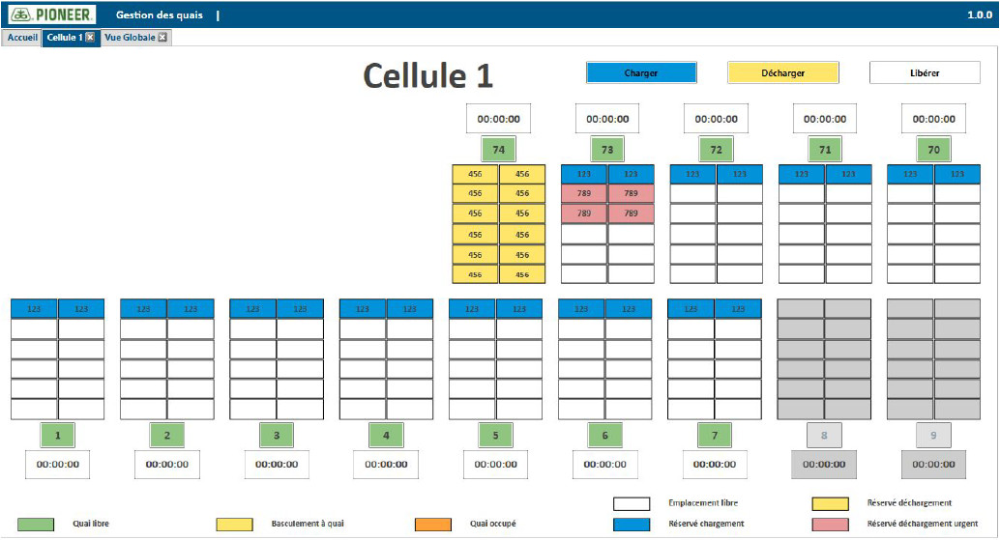 PIONEER. Gestion des quais | 1.0.0
Accueil Cellule 1 Vue Globale
Cellule 1 Charger Décharger Libérer
00:00:00 00:00:00 00:00:00 00:00:00 00:00:00
74 73 72 71 70
456 456 123 123 123 123 123 123 123 123
456 456 789 789
456 456 789 789
456 456
456 456
456 456
123 123 123 123 123 123 123 123 123 123 123 123 123 123
1 2 3 4 5 6 7 8 9
00:00:00 00:00:00 00:00:00 00:00:00 00:00:00 00:00:00 00:00:00 00:00:00 00:00:00
Emplacement libre Réservé déchargement
Quai libre Basculement à quai Quai occupé Réservé chargement Réservé déchargement urgent